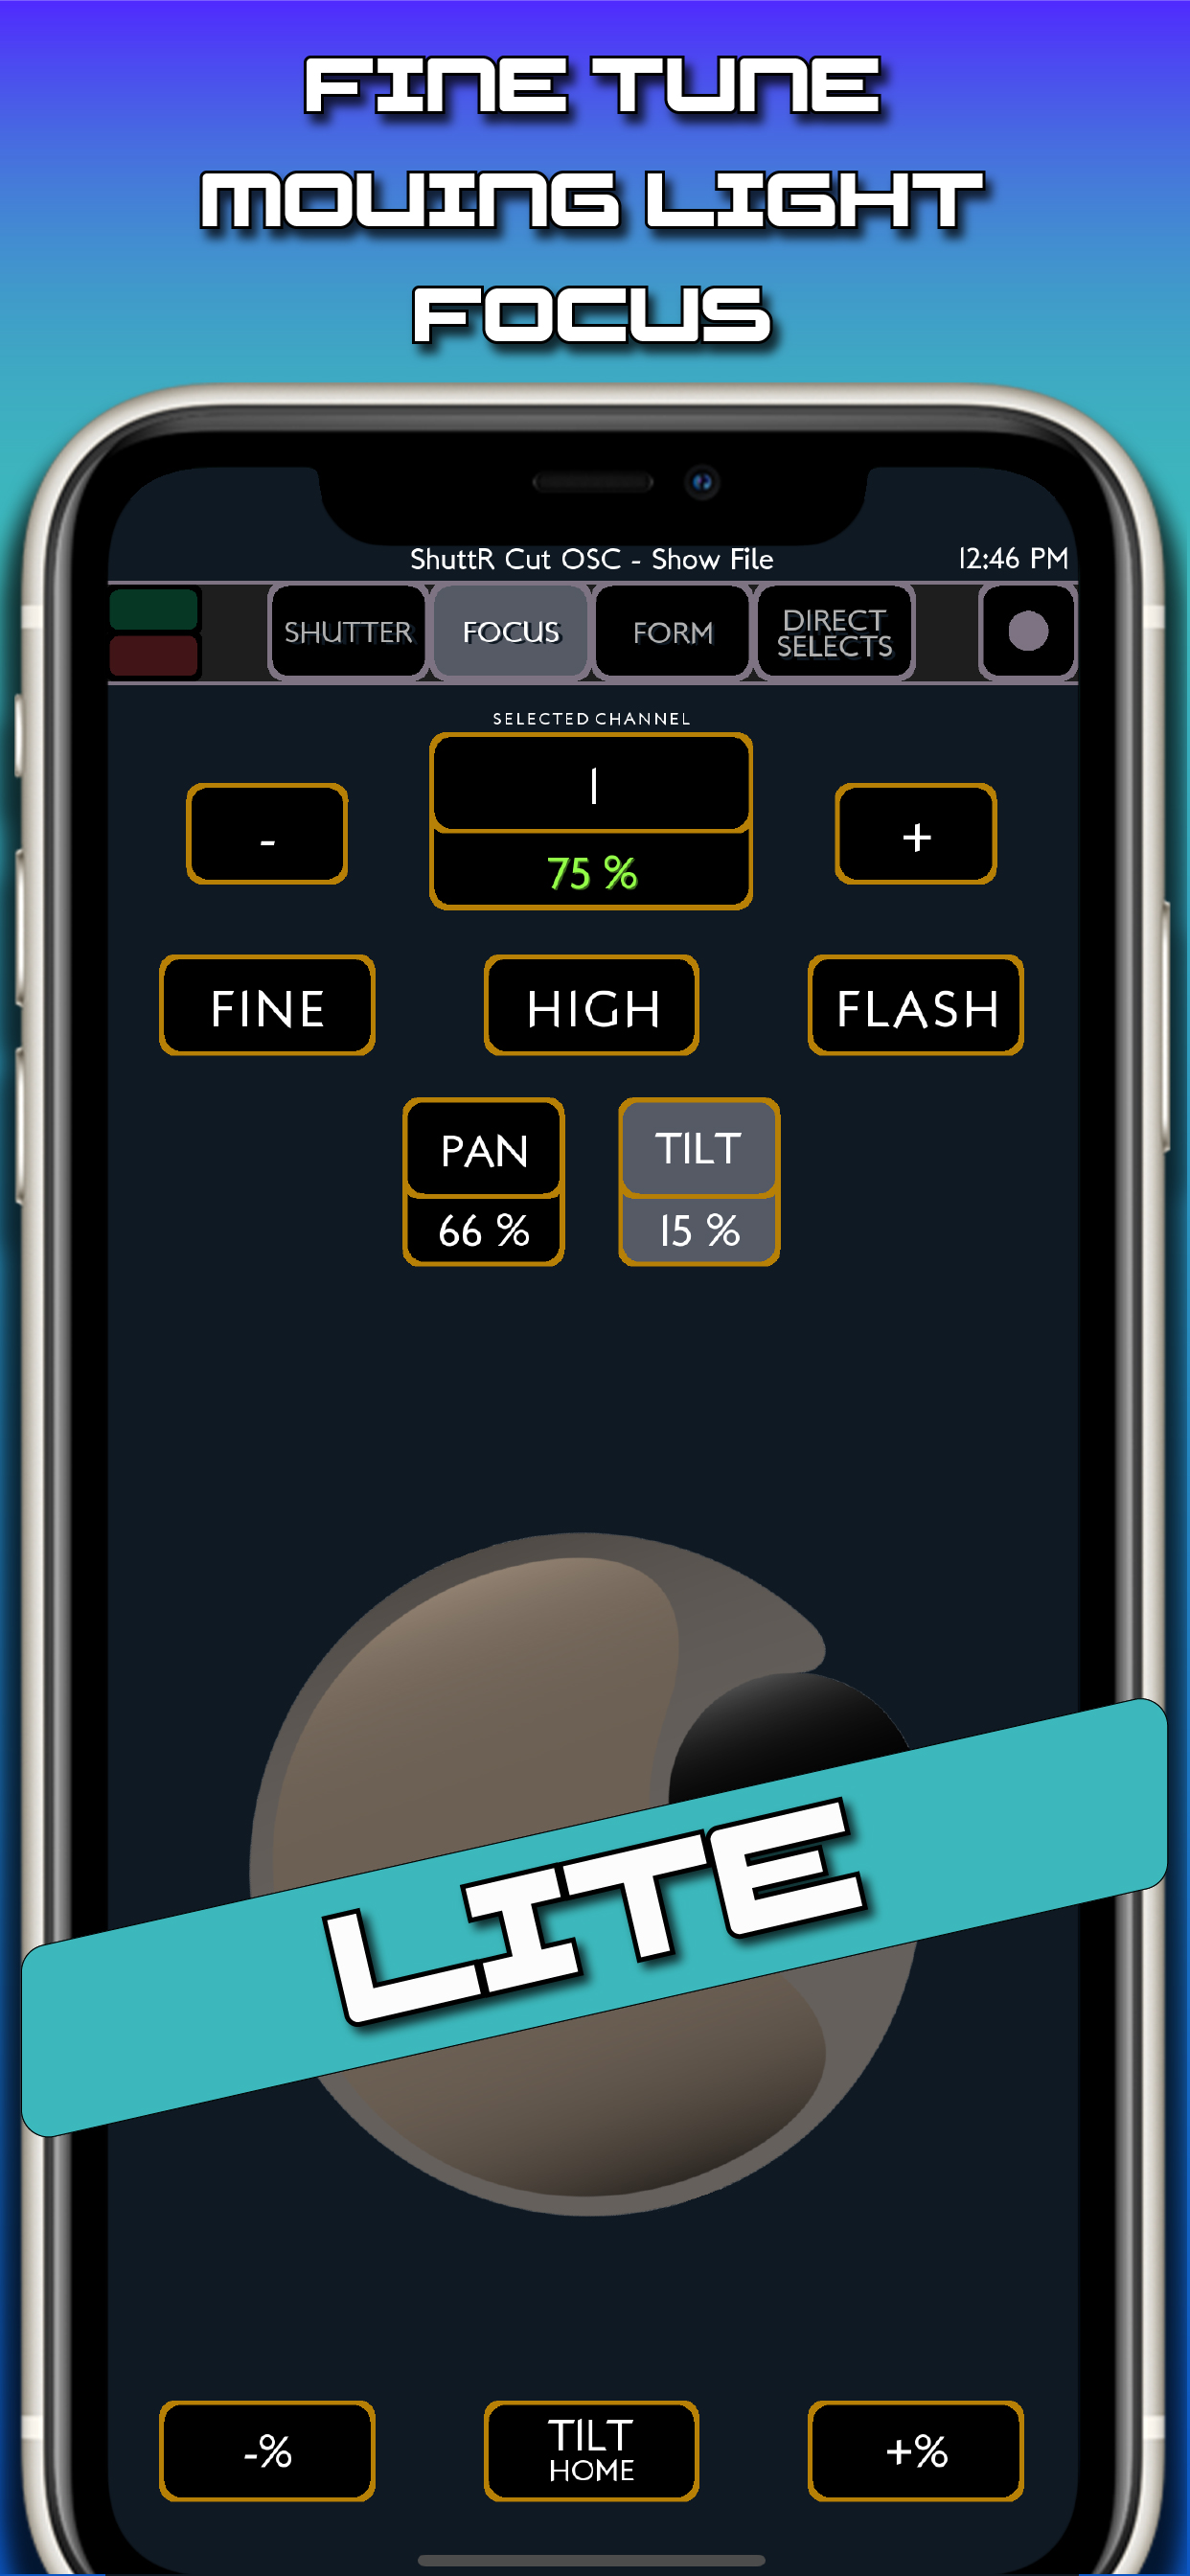 FINE TUNE
MOVING LIGHT
FOCUS
ShuttR Cut OSC - Show File
12:46 PM
SHUTTER
FOCUS
FORM
DIRECT
SELECTS
SELECTED CHANNEL
-
1
+
75 %
FINE
HIGH
FLASH
PAN
TILT
66 %
15 %
LITE
-%
TILT
HOME
+%